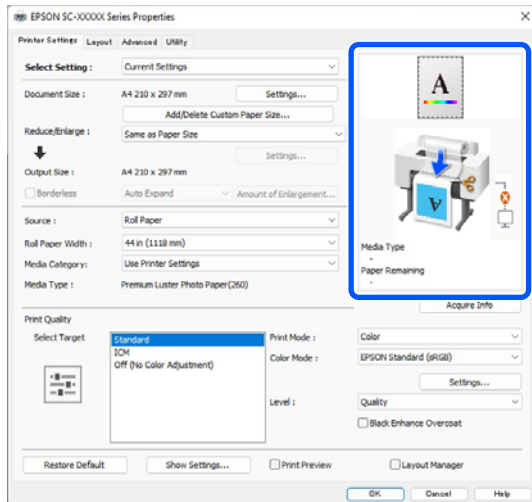 EPSON SC-XXXXX Series Properties
Printer Settings Layout Advanced Utility
Select Setting : Current Settings
Document Size : A4 210 x 297 mm Settings...
Add/Delete Custom Paper Size...
Reduce/Enlarge : Same as Paper Size
Settings...
Output Size : A4 210 x 297 mm
Borderless Auto Expand Amount of Enlargement...
Source : Roll Paper
Roll Paper Width : 44 in (1118 mm)
Media Category: Use Printer Settings
Media Type : Premium Luster Photo Paper(260)
A
A
Media Type
-
Paper Remaining
-
Acquire Info
Print Quality
Select Target
Standard
ICM
Off (No Color Adjustment)
Print Mode : Color
Color Mode : EPSON Standard (sRGB)
Settings...
Level : Quality
Black Enhance Overcoat
Restore Default Show Settings... Print Preview Layout Manager
OK Cancel Help